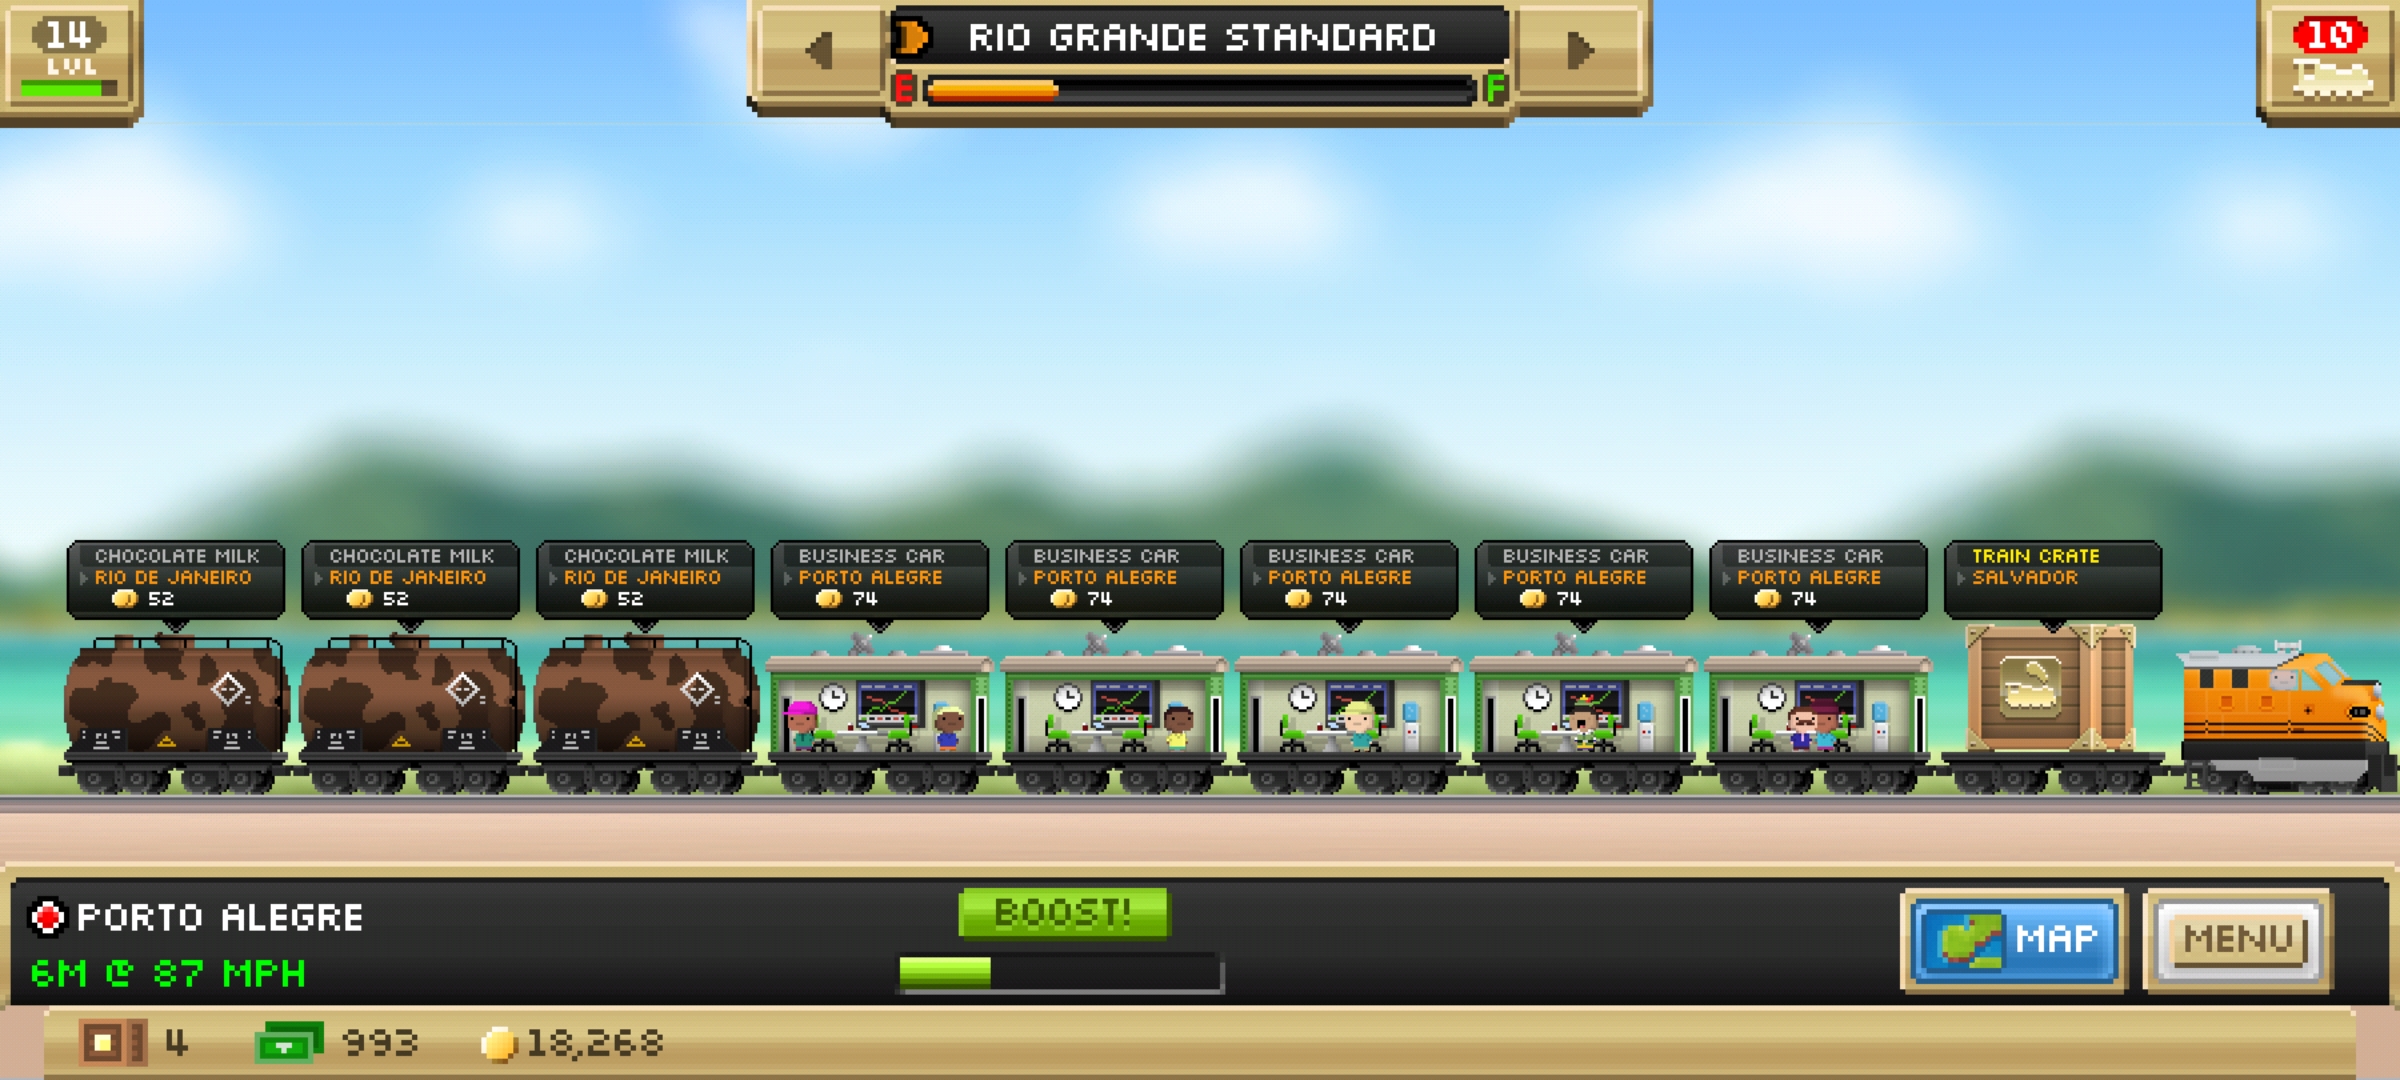 14
LVL
RIO GRANDE STANDARD
E F
10
CHOCOLATE MILK
RIO DE JANEIRO
52
CHOCOLATE MILK
RIO DE JANEIRO
52
CHOCOLATE MILK
RIO DE JANEIRO
52
BUSINESS CAR
PORTO ALEGRE
74
BUSINESS CAR
PORTO ALEGRE
74
BUSINESS CAR
PORTO ALEGRE
74
BUSINESS CAR
PORTO ALEGRE
74
BUSINESS CAR
PORTO ALEGRE
74
TRAIN CRATE
SALVADOR
PORTO ALEGRE
6M @ 87 MPH
BOOST!
MAP
MENU
4
993
18,268